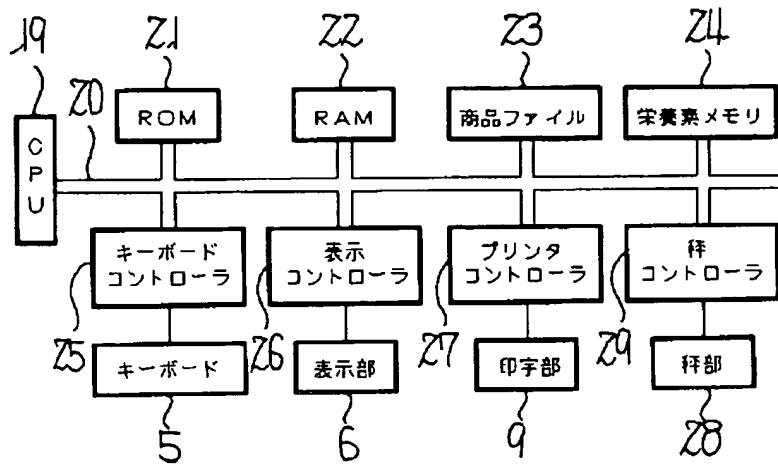 19
21
22
23
24
20
CPU
ROM
RAM
商品ファイル
栄養素メモリ
キーボード
コントローラ
表示
コントローラ
プリンタ
コントローラ
秤
コントローラ
25
26
27
29
キーボード
表示部
印字部
秤部
5
6
9
28